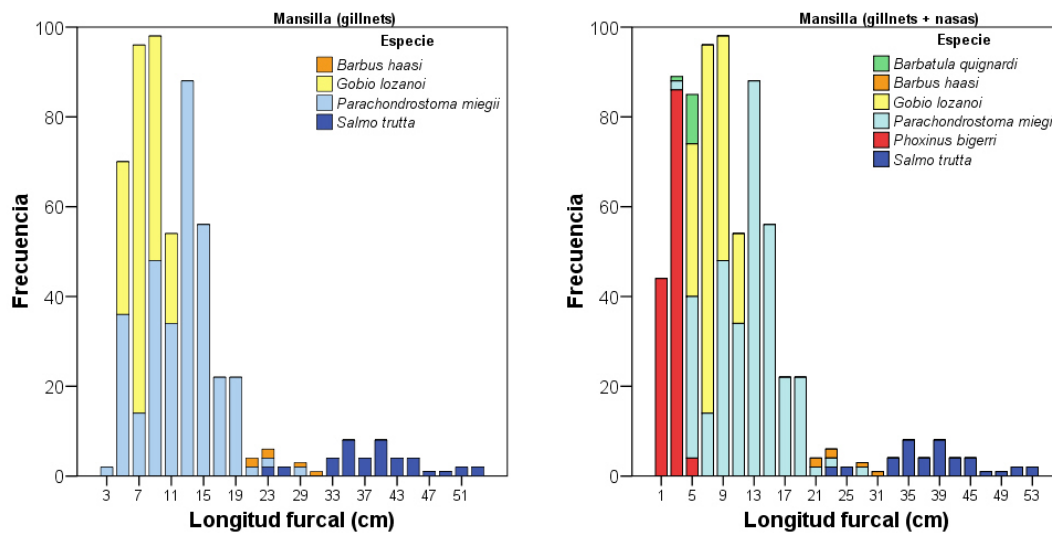 Mansilla (gillnets)
Especie
Barbus haasi
Gobio lozanoi
Parachondrostoma miegii
Salmo trutta
Frecuencia
100
80
60
40
20
0
3 7 11 15 19 23 29 33 37 43 47 51
Longitud furcal (cm)
Mansilla (gillnets + nasas)
Especie
Barbatula quignardi
Barbus haasi
Gobio lozanoi
Parachondrostoma miegi
Phoxinus bigerri
Salmo trutta
Frecuencia
100
80
60
40
20
0
1 5 9 13 17 21 25 31 35 39 45 49 53
Longitud furcal (cm)